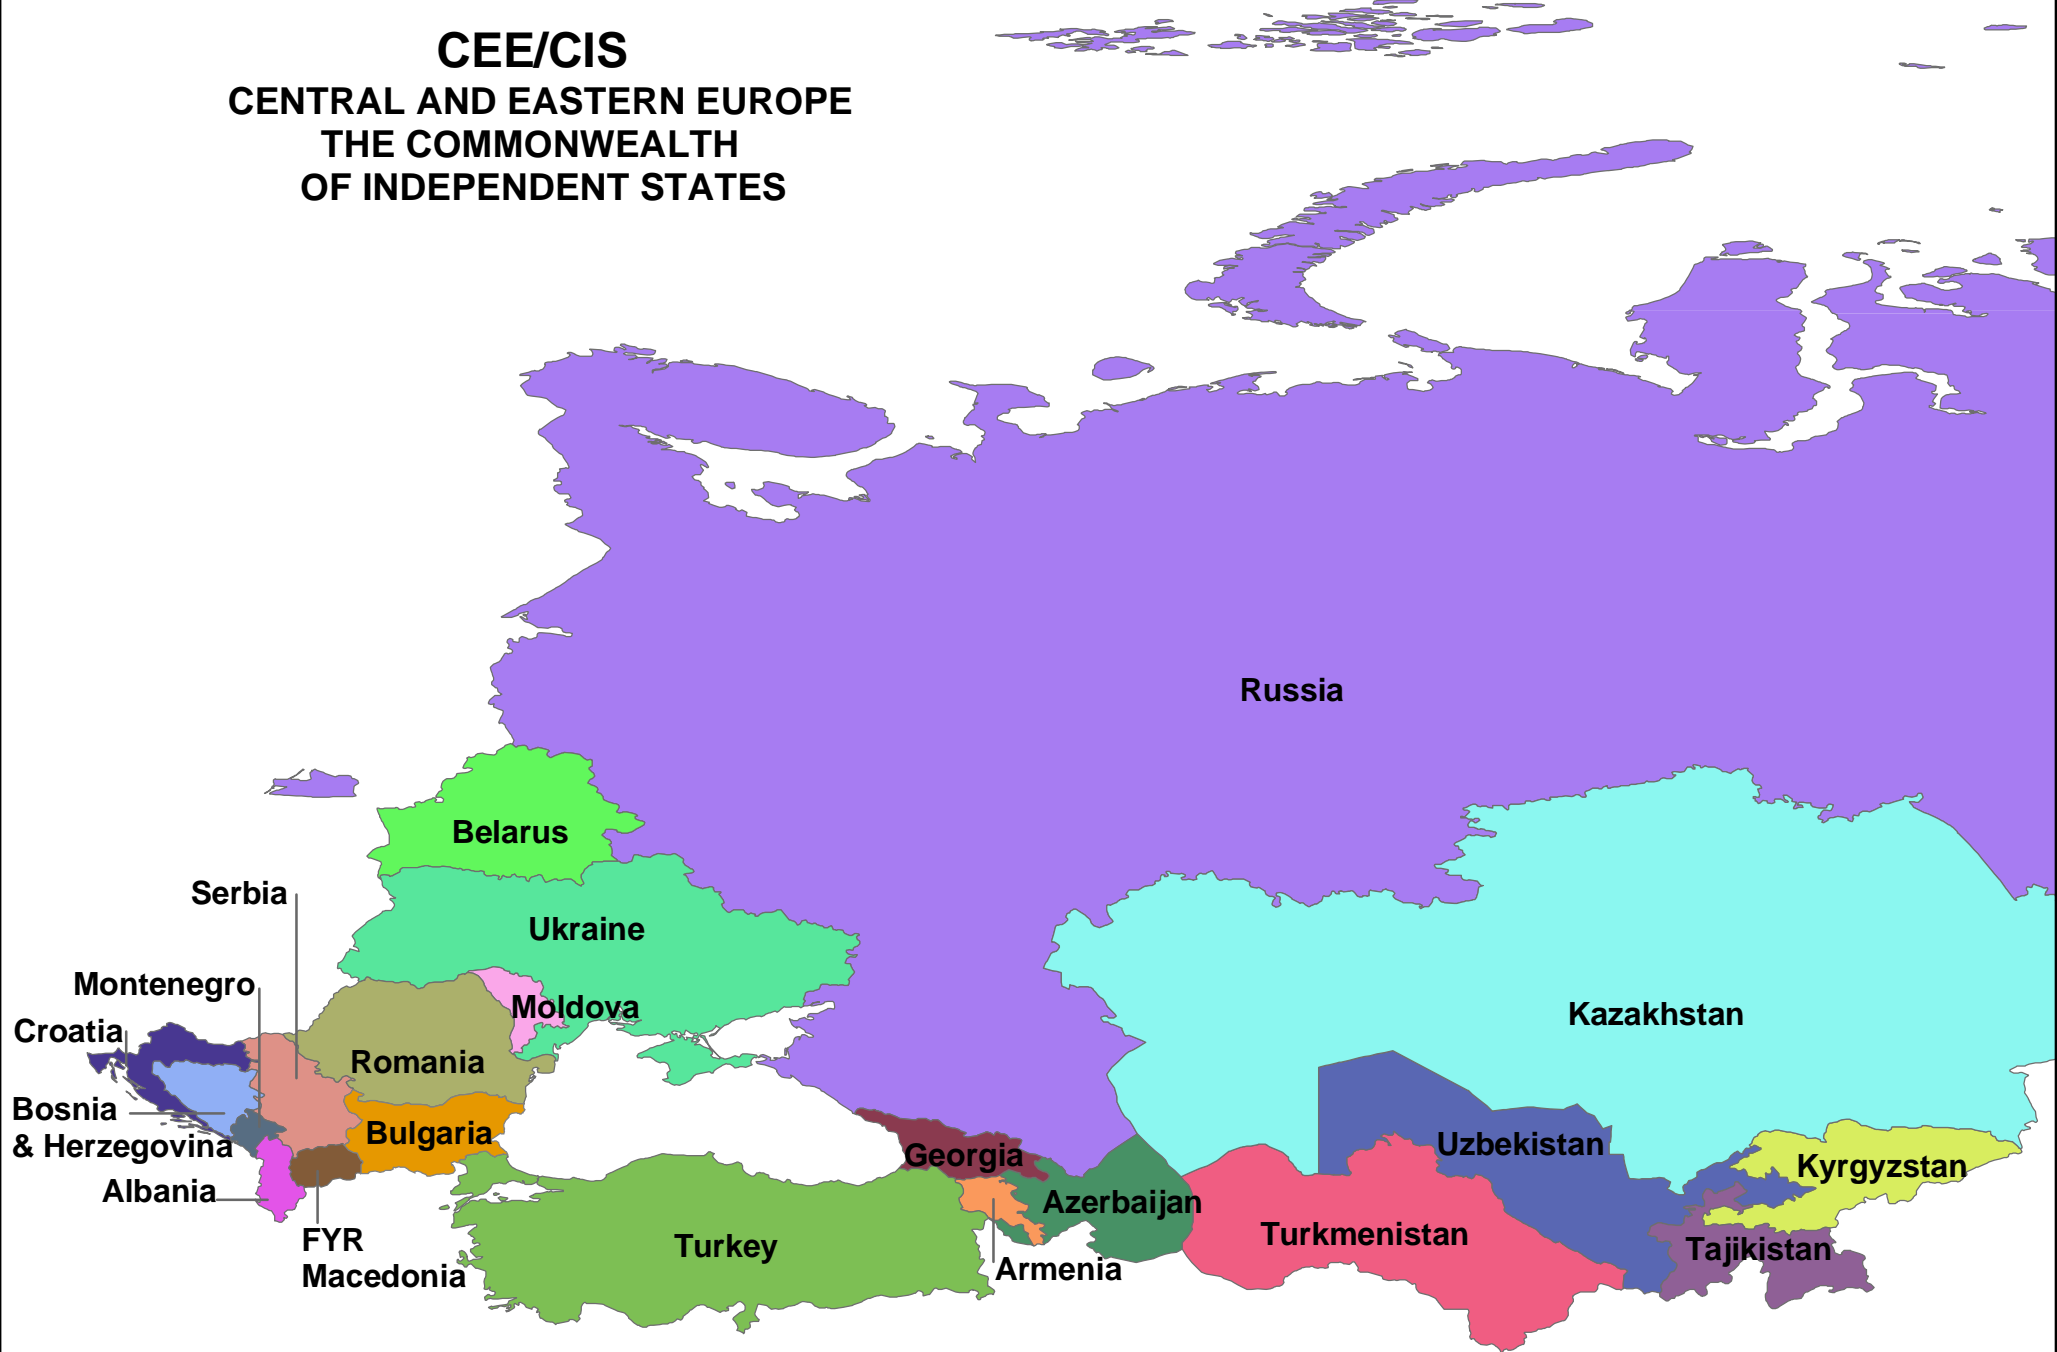 CEE/CIS
CENTRAL AND EASTERN EUROPE
THE COMMONWEALTH
OF INDEPENDENT STATES
Russia
Belarus
Serbia
Ukraine
Montenegro
Moldova
Kazakhstan
Croatia
Romania
Bosnia
& Herzegovina
Bulgaria
Georgia
Uzbekistan
Kyrgyzstan
Albania
Azerbaijan
Turkmenistan
Tajikistan
FYR
Macedonia
Turkey
Armenia